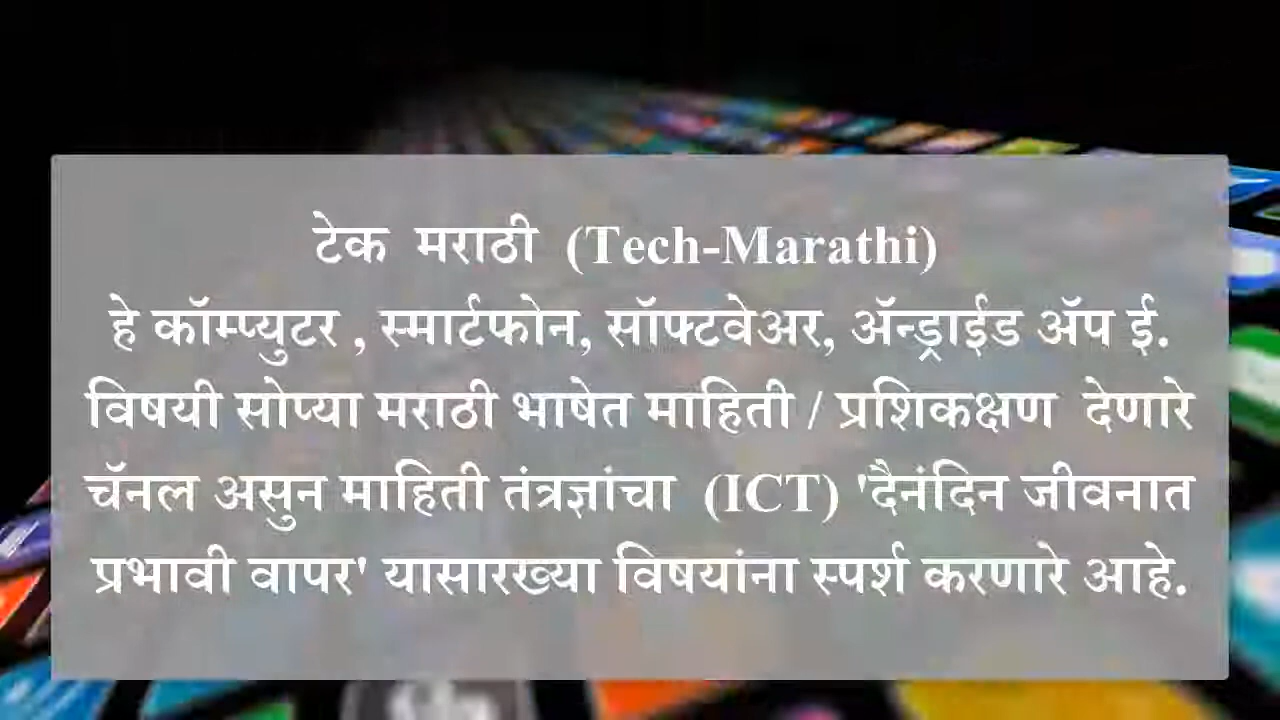 टेक मराठी (Tech-Marathi)
हे कॉम्प्युटर , स्मार्टफोन, सॉफ्टवेअर, ॲन्ड्राईड ॲप ई.
विषयी सोप्या मराठी भाषेत माहिती / प्रशिकक्षण देणारे
चॅनल असुन माहिती तंत्रज्ञांचा (ICT) 'दैनंदिन जीवनात
प्रभावी वापर' यासारख्या विषयांना स्पर्श करणारे आहे.